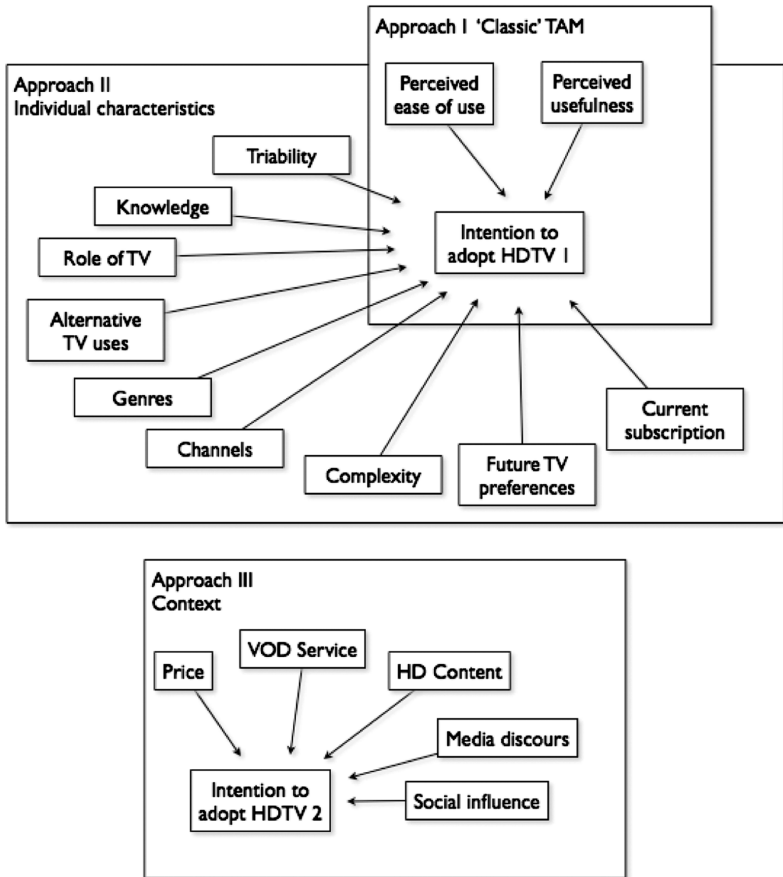 Approach I 'Classic' TAM
Perceived
ease of use
Perceived
usefulness
Approach II
Individual characteristics
Triability
Knowledge
Role of TV
Alternative
TV uses
Genres
Channels
Complexity
Future TV
preferences
Current
subscription
Intention to
adopt HDTV 1
Approach III
Context
Price
VOD Service
HD Content
Media discours
Social influence
Intention to
adopt HDTV 2